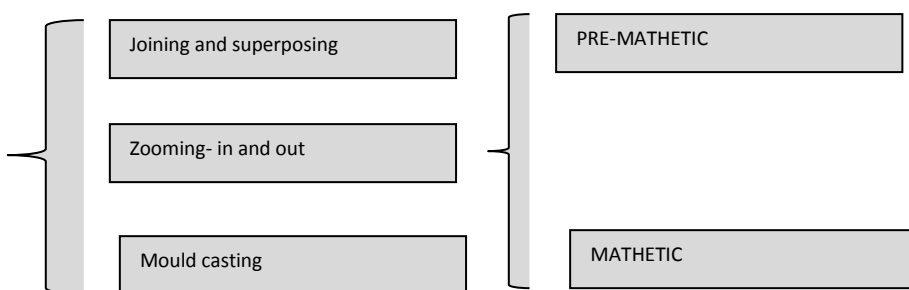 Joining and superposing
PRE-MATHETIC
Zooming- in and out
Mould casting
MATHETIC